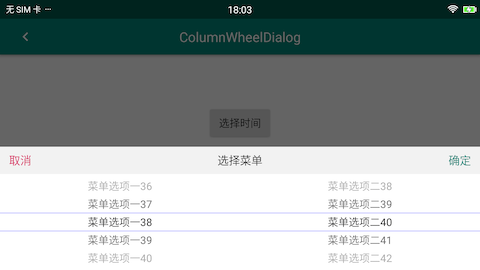 无 SIM 卡 ... 18:03
ColumnWheelDialog
选择时间
取消 选择菜单 确定
菜单选项一36 菜单选项二38
菜单选项一37 菜单选项二39
菜单选项一38 菜单选项二40
菜单选项一39 菜单选项二41
菜单选项一40 菜单选项二42